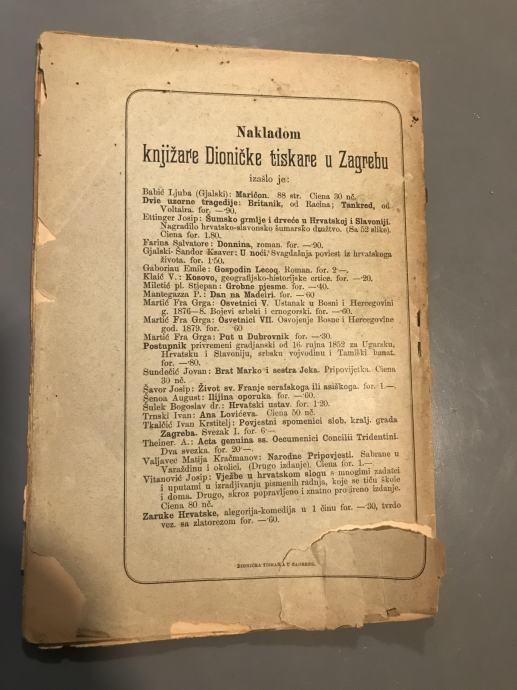 Nakladom
knjižare Dioničke tiskare u Zagrebu
izašlo je:
Babić Ljuba (Gjalski): Maričon. 88 str. Ciena 30 nč.
Dvie uzorne tragedije: Britanik, od Racina; Tankred, od
Voltaira. for. —·90.
Ettinger Josip: Šumsko grmlje i drveće u Hrvatskoj i Slavoniji.
Nagradilo hrvatsko-slavonsko šumarsko družtvo. (Sa 52 slike).
Ciena for. 1.80.
Farina Salvatore: Donnina, roman. for. —·90.
Gjalski Šandor Ksaver: U noći. Svagdašnja poviest iz hrvatskoga
života. for. 1·50.
Gaboriau Emile: Gospodin Lecoq. Roman. for. 2·—.
Klaić V.: Kosovo, geografijsko-historijske crtice. for. —·20.
Miletić pl. Stjepan: Grobne pjesme. for. —·40.
Mantegazza P.: Dan na Madeiri. for. —·60
Martić Fra Grga: Osvetnici V. Ustanak u Bosni i Hercegovini
g. 1876—8. Bojevi srbski i crnogorski. for. —·60.
Martić Fra Grga: Osvetnici VII. Osvojenje Bosne i Hercegovine
god. 1879. for. ·60
Martić Fra Grga: Put u Dubrovnik for. —·30.
Postupnik privremeni gradjanski od 16. rujna 1852 za Ugarsku,
Hrvatsku i Slavoniju, srbsku vojvodinu i Tamiški banat.
for. —·80.
Sundečić Jovan: Brat Marko i sestra Jeka. Pripovijetka. Ciena
30 nč.
Šavor Josip: Život sv. Franje serafskoga ili asiškoga. for. 1.—.
Šenoa August: Ilijina oporuka for. —·60.
Šulek Bogoslav dr.: Hrvatski ustav. for. 1·20.
Trnski Ivan: Ana Lovićeva. Ciena 50 nč.
Tkalčić Ivan Krstitelj: Povjestni spomenici slob. kralj. grada
Zagreba. Svezak I. for. 6·—
Theiner A.: Acta genuina ss. Oecumenici Concilii Tridentini.
Dva svezka. for. 20·—.
Valjavec Matija Kračmanov: Narodne Pripovjesti. Sabrane u
Varaždinu i okolici. (Drugo izdanje). Ciena for. 1.—
Vitanović Josip: Vježbe u hrvatskom slogu s mnogimi zadatci
i uputami u izradjivanju pismenih radnja, koje se tiču škole
i doma. Drugo, skroz popravljeno i znatno pro ireno izdanje.
Ciena 80 nč.
Zaruke Hrvatske, alegorija-komedija u 1 činu for. —·30, tvrdo
vez. sa zlatorezom for. —·60.
DIONIČKA TISKARA U ZAGREBU.